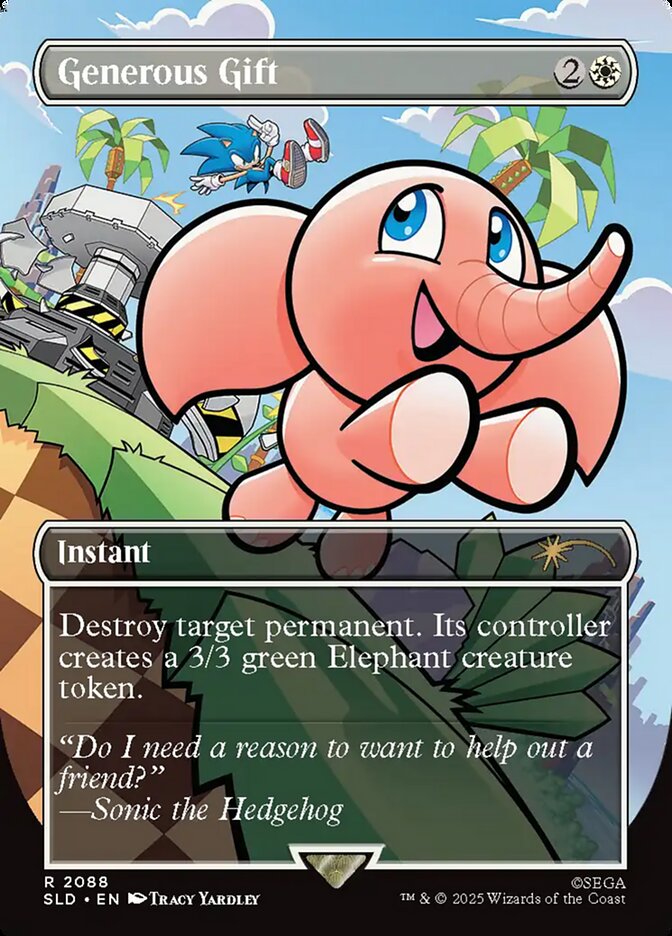 Generous Gift 2
Instant
Destroy target permanent. Its controller
creates a 3/3 green Elephant creature
token.
“Do I need a reason to want to help out a
friend?”
—Sonic the Hedgehog
R 2088
©SEGA
SLD • EN TRACY YARDLEY
™ & © 2025 Wizards of the Coast